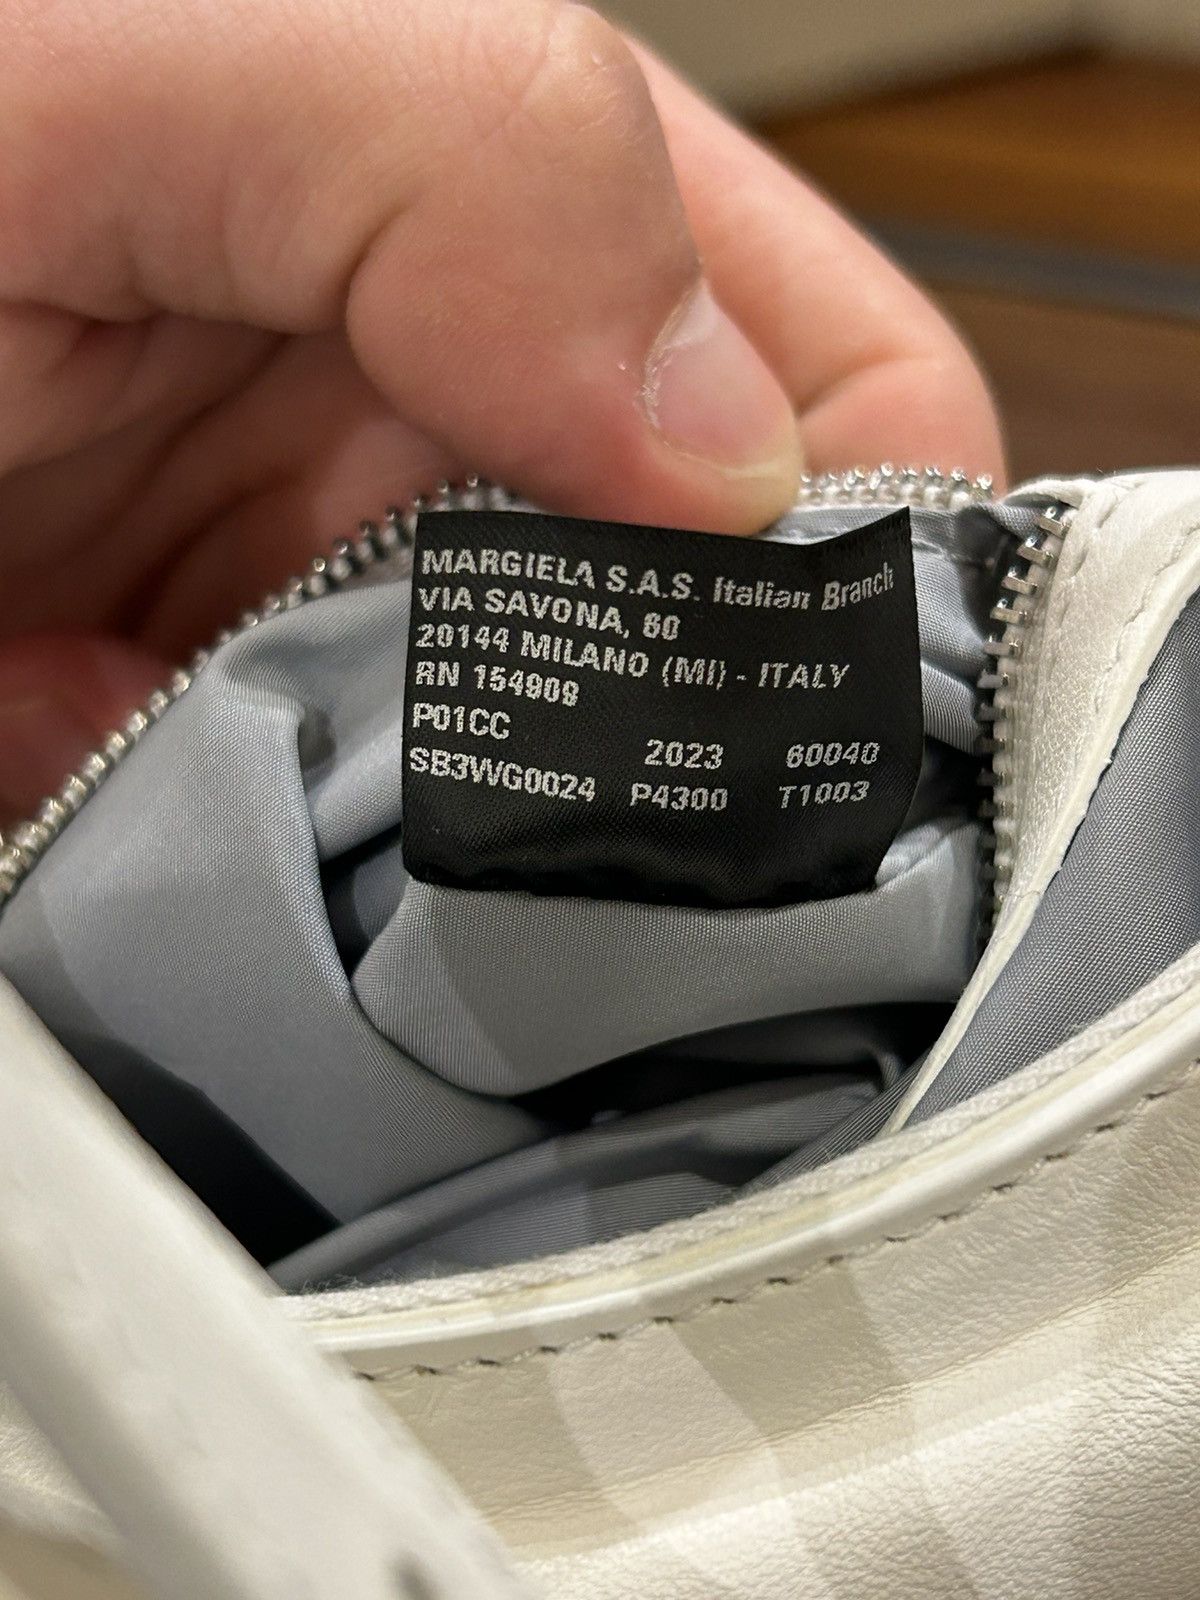 MARGIELA S.A.S. Italian Branch
VIA SAVONA, 60
20144 MILANO (MI) - ITALY
RN 154909
P01CC 2023 60040
SB3WG0024 P4300 T1003